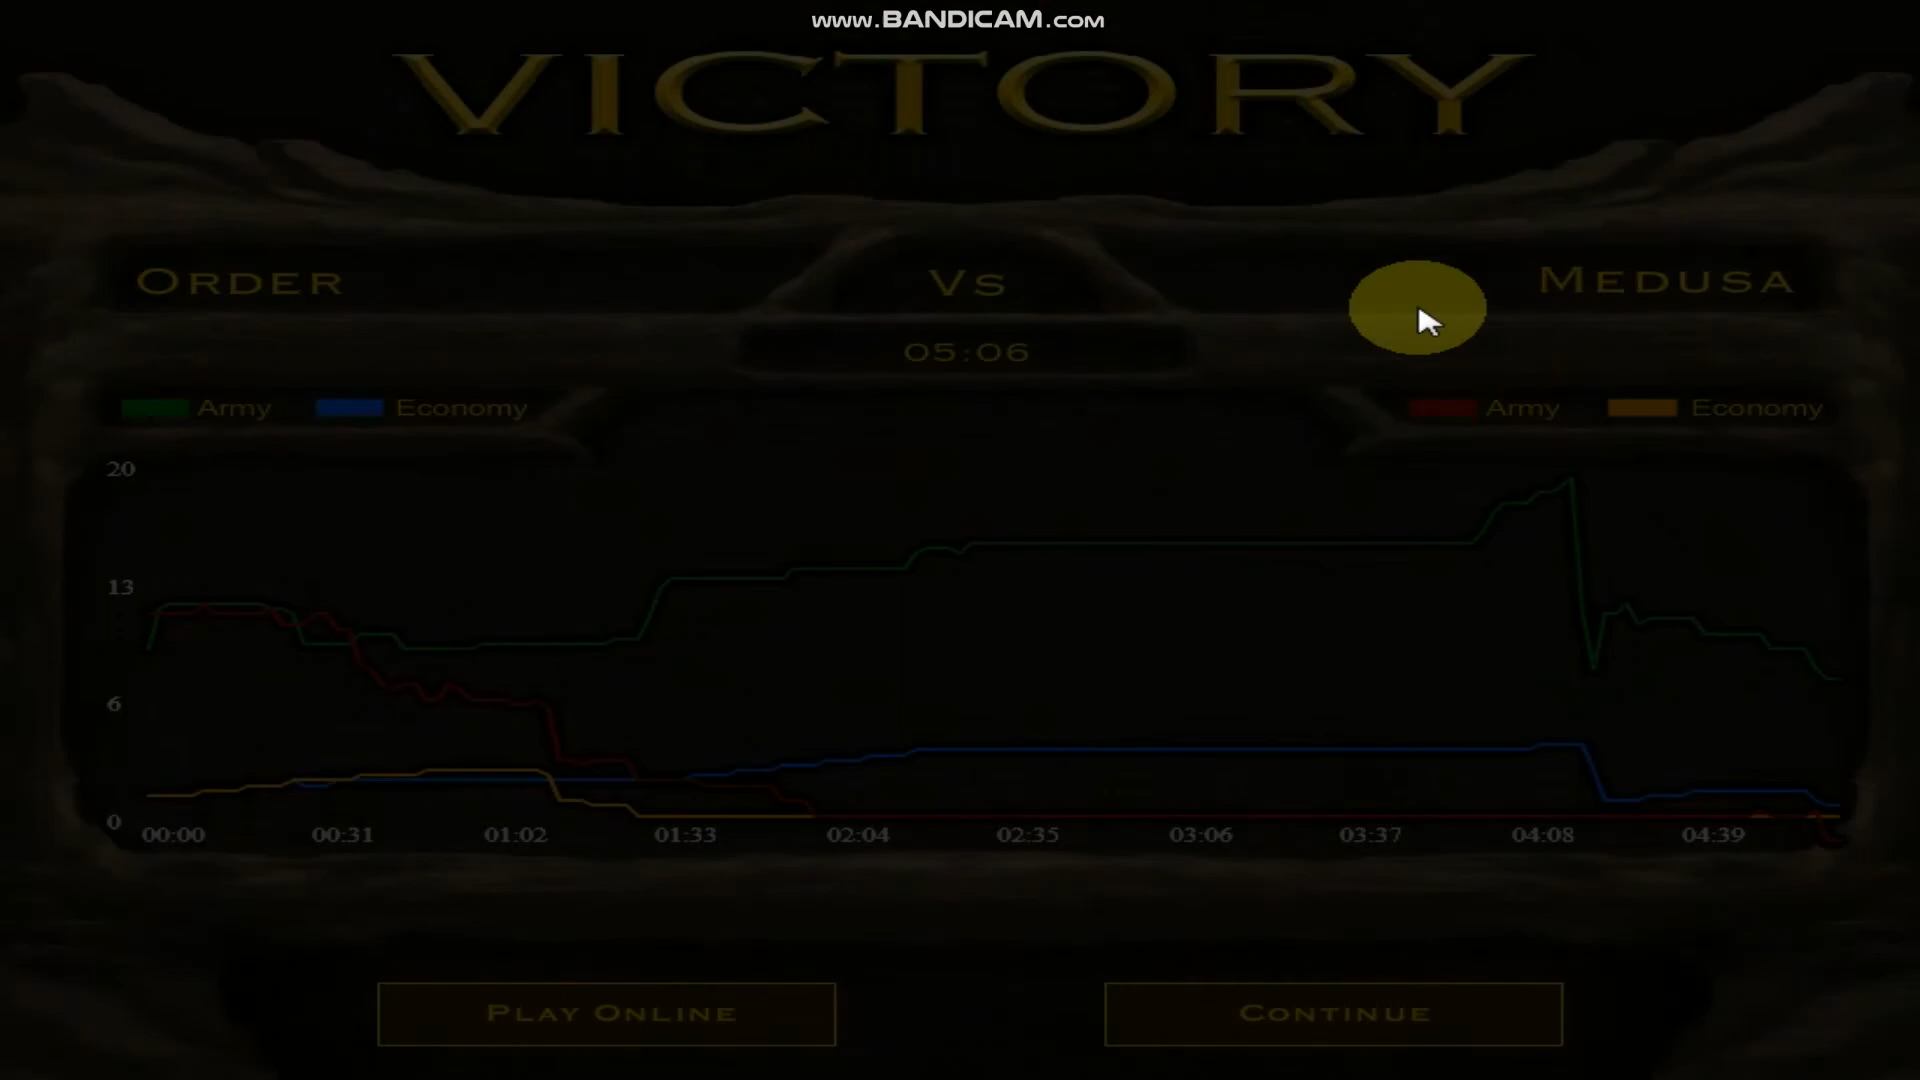 www.BANDICAM.com
VICTORY
ORDER
VS
MEDUSA
05:06
Army
Economy
Army
Economy
20
13
6
0
00:00
00:31
01:02
01:33
02:04
02:35
03:06
03:37
04:08
04:39
PLAY ONLINE
CONTINUE